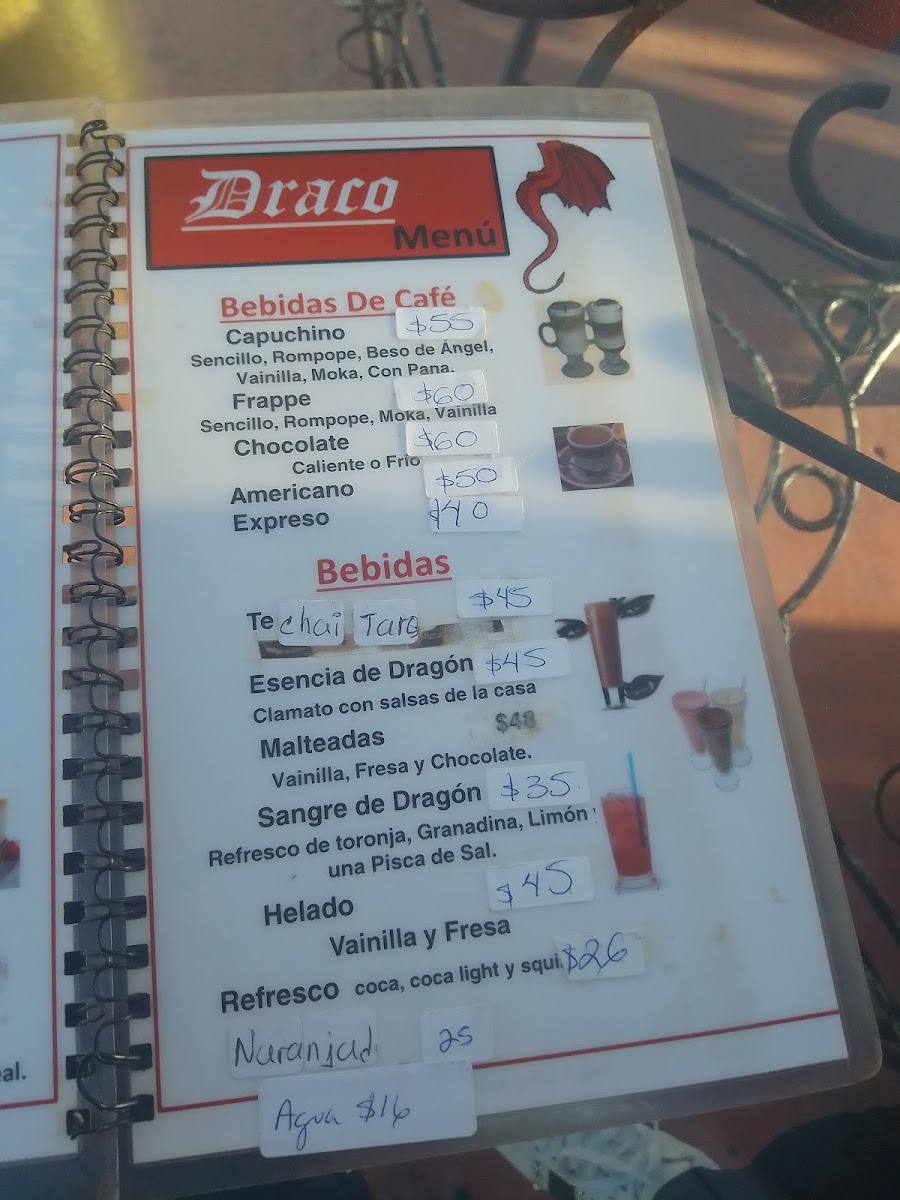 Draco
Menú
Bebidas De Café
Capuchino $55
Sencillo, Rompope, Beso de Ángel,
Vainilla, Moka, Con Pana.
Frappe $60
Sencillo, Rompope, Moka, Vainilla
Chocolate $60
Caliente o Frio
Americano $50
Expreso $40
Bebidas
Te chai Taro $45
Esencia de Dragón $45
Clamato con salsas de la casa
Malteadas $48
Vainilla, Fresa y Chocolate.
Sangre de Dragón $35
Refresco de toronja, Granadina, Limón y
una Pisca de Sal.
Helado $45
Vainilla y Fresa
Refresco coca, coca light y squi $26
Naranjad 25
Agua $16
eal.